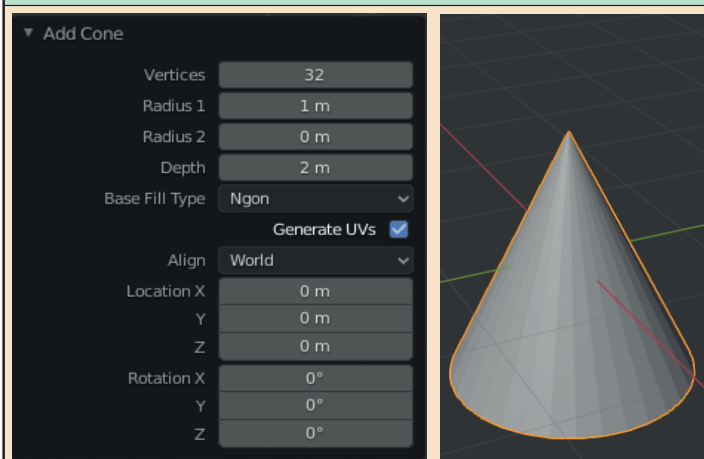 Add Cone
Vertices 32
Radius 1 1 m
Radius 2 0 m
Depth 2 m
Base Fill Type Ngon
Generate UVs
Align World
Location X 0 m
Y 0 m
Z 0 m
Rotation X 0°
Y 0°
Z 0°